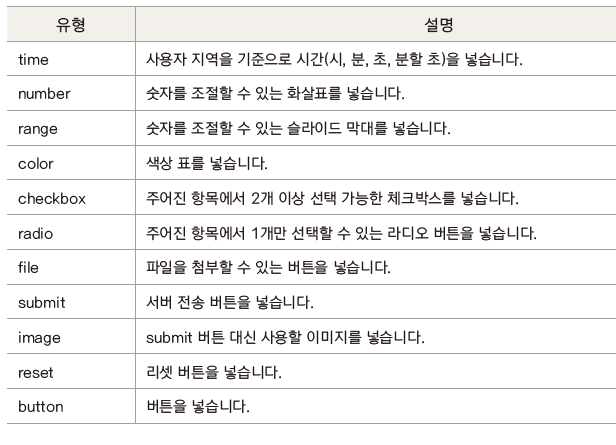 유형 설명
time 사용자 지역을 기준으로 시간(시, 분, 초, 분할 초)을 넣습니다.
number 숫자를 조절할 수 있는 화살표를 넣습니다.
range 숫자를 조절할 수 있는 슬라이드 막대를 넣습니다.
color 색상 표를 넣습니다.
checkbox 주어진 항목에서 2개 이상 선택 가능한 체크박스를 넣습니다.
radio 주어진 항목에서 1개만 선택할 수 있는 라디오 버튼을 넣습니다.
file 파일을 첨부할 수 있는 버튼을 넣습니다.
submit 서버 전송 버튼을 넣습니다.
image submit 버튼 대신 사용할 이미지를 넣습니다.
reset 리셋 버튼을 넣습니다.
button 버튼을 넣습니다.